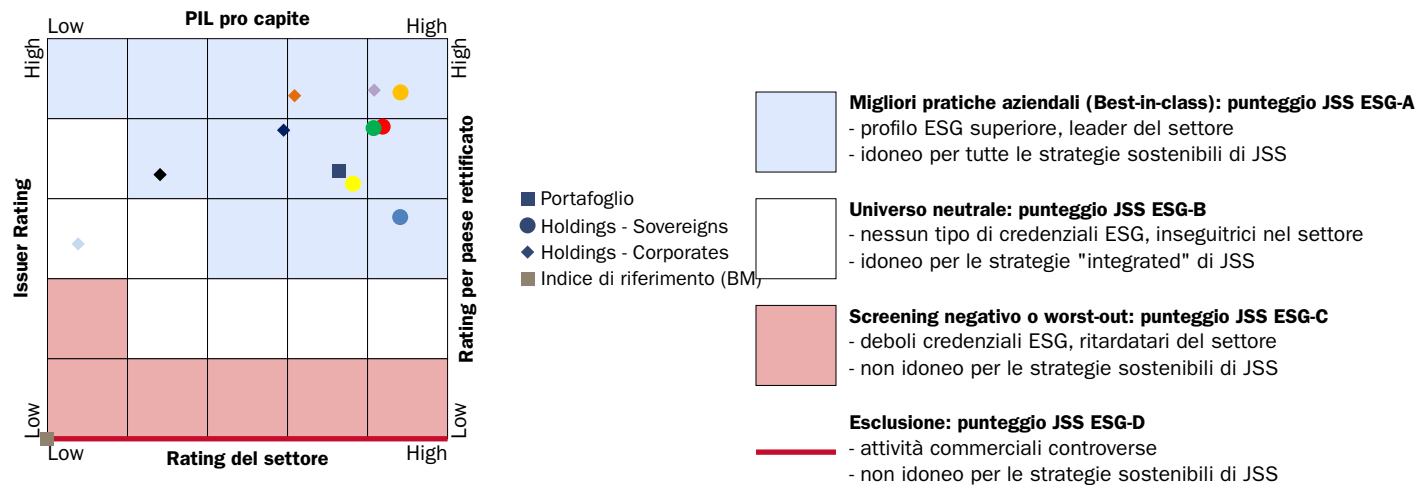 PIL pro capite
Low
High
High
High
Issuer Rating
Rating per paese rettificato
Low
Low
Low
High
Rating del settore
Portafoglio
Holdings - Sovereigns
Holdings - Corporates
Indice di riferimento (BM)
Migliori pratiche aziendali (Best-in-class): punteggio JSS ESG-A
- profilo ESG superiore, leader del settore
- idoneo per tutte le strategie sostenibili di JSS
Universo neutrale: punteggio JSS ESG-B
- nessun tipo di credenziali ESG, inseguitrici nel settore
- idoneo per le strategie "integrated" di JSS
Screening negativo o worst-out: punteggio JSS ESG-C
- deboli credenziali ESG, ritardatari del settore
- non idoneo per le strategie sostenibili di JSS
Esclusione: punteggio JSS ESG-D
- attività commerciali controverse
- non idoneo per le strategie sostenibili di JSS